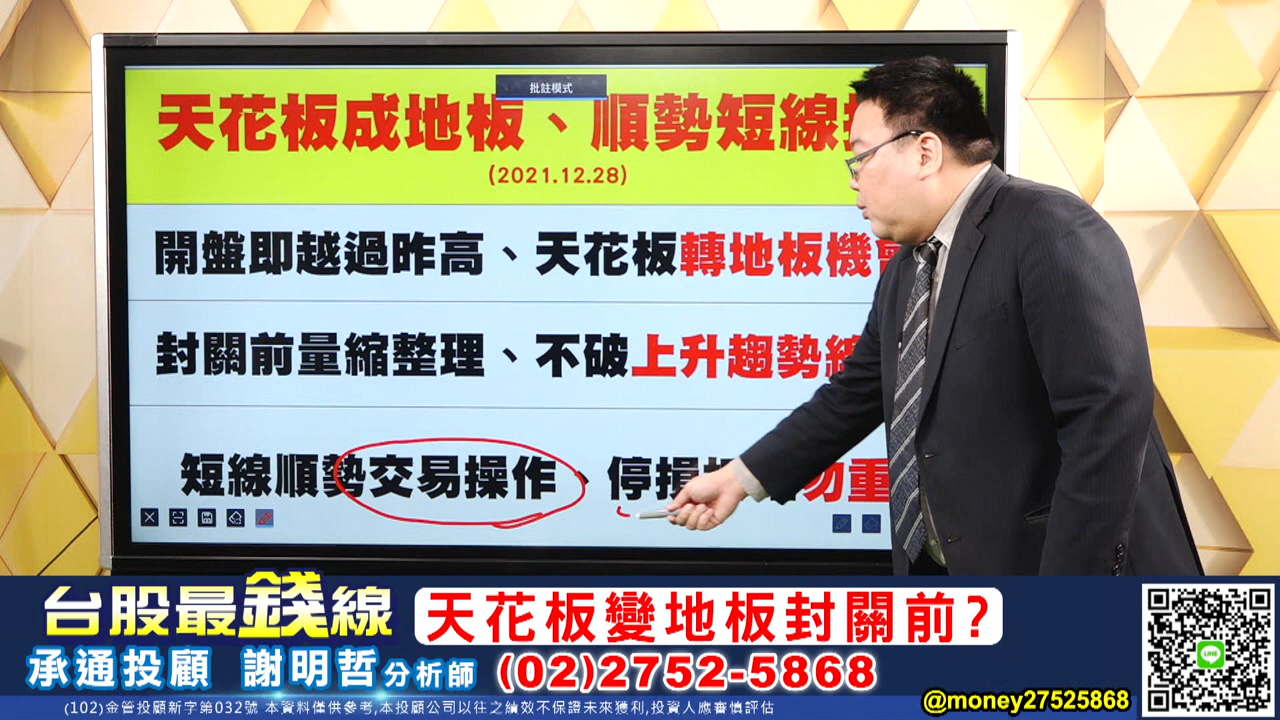 批註模式
天花板成地板、順勢短線
(2021.12.28)
開盤即越過昨高、天花板轉地板機
封關前量縮整理、不破上升趨勢線
短線順勢交易操作、停損 勿重
台股最錢線
天花板變地板封關前?
承通投顧 謝明哲分析師 (02)2752-5868
(102)金管投顧新字第032號 本資料僅供參考,本投顧公司以往之績效不保證未來獲利,投資人應審慎評估
LINE
@money27525868